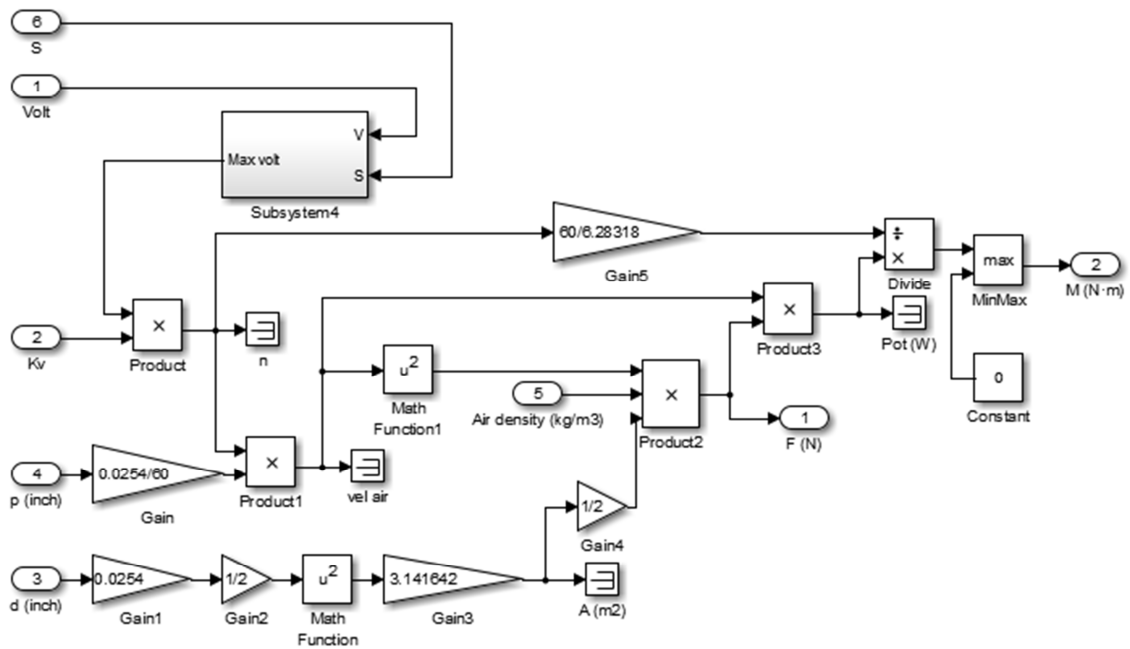 6
S
1
Volt
V
Max volt
S
Subsystem4
60/6.28318
Gain5
÷
×
Divide
max
MinMax
2
M (N·m)
2
Kv
×
Product
n
×
Product3
Pot (W)
0
Constant
u²
Math
Function1
5
Air density (kg/m3)
×
Product2
1
F (N)
4
p (inch)
0.0254/60
Gain
×
Product1
vel air
1/2
Gain4
3
d (inch)
0.0254
Gain1
1/2
Gain2
u²
Math
Function
3.141642
Gain3
A (m2)